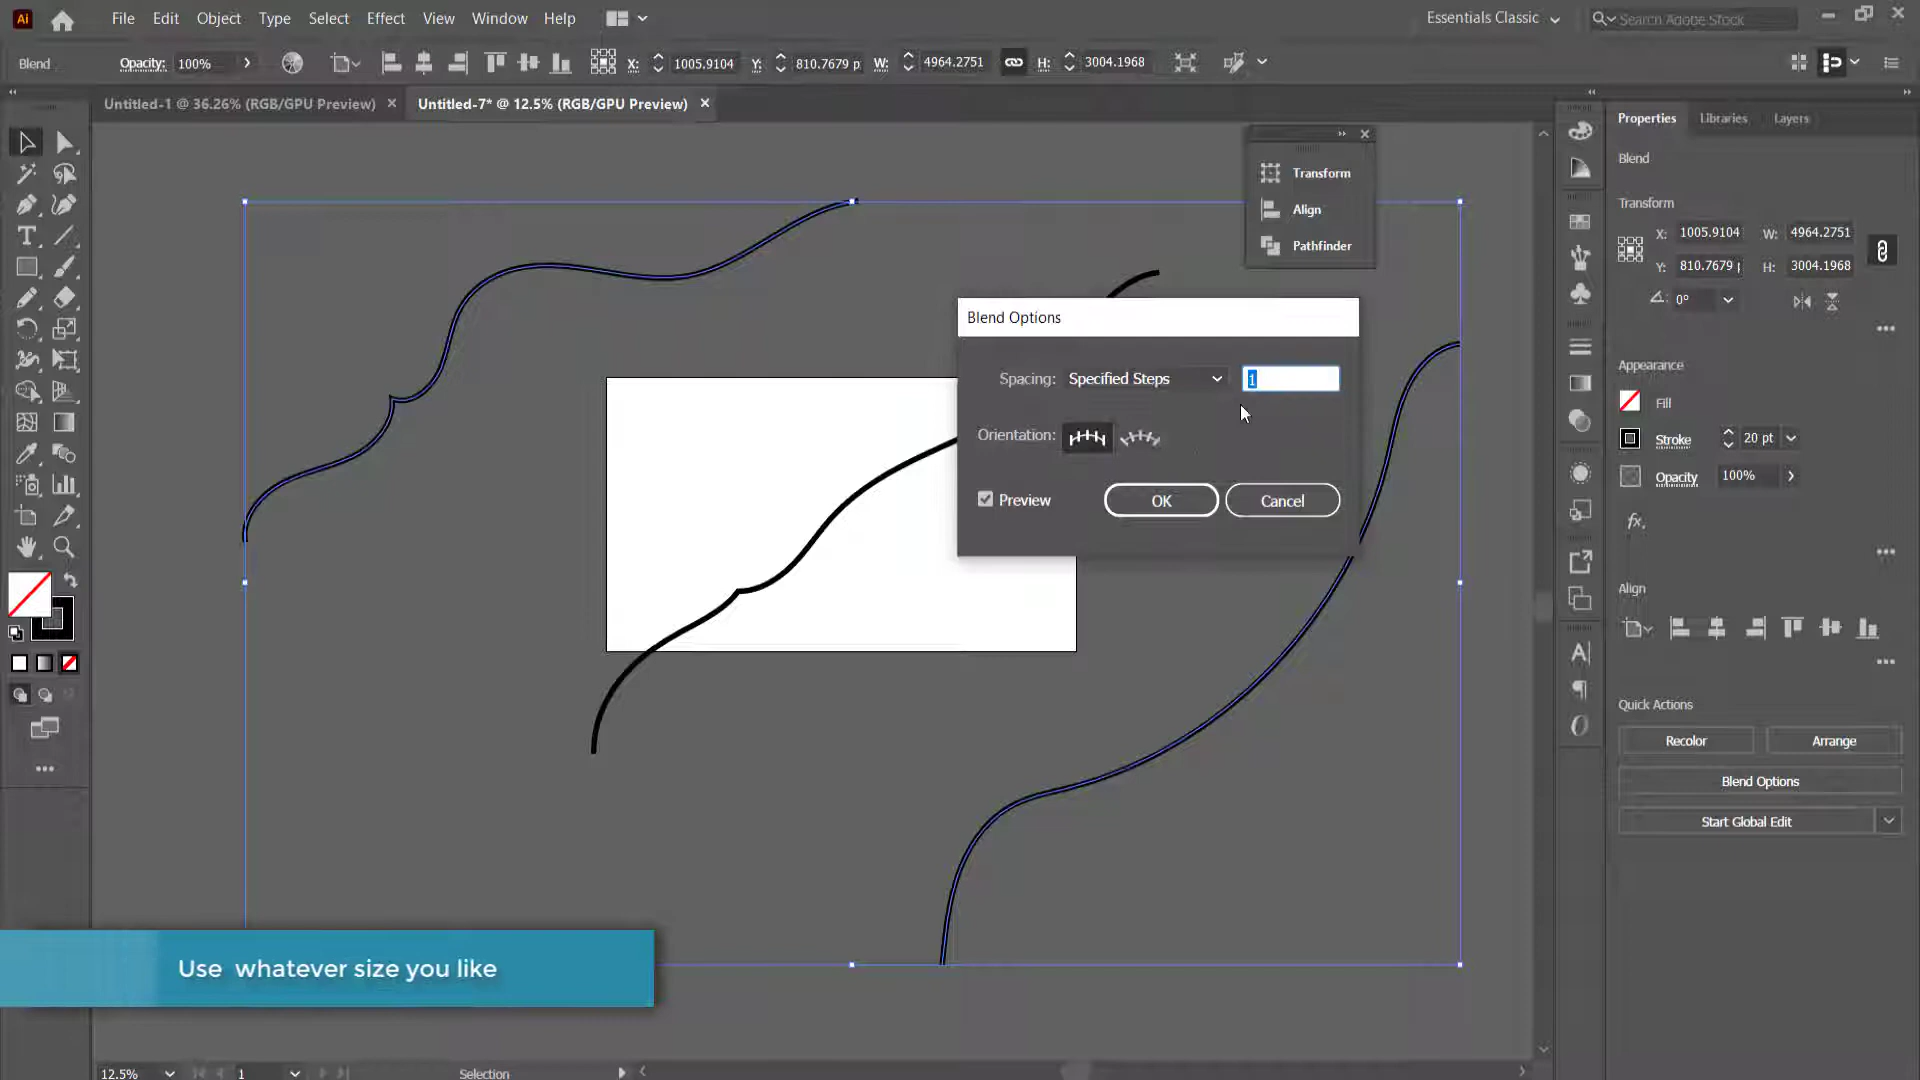 Ai File Edit Object Type Select Effect View Window Help Essentials Classic Search Adobe Stock
Blend Opacity: 100% X: 1005.9104 Y: 810.7679 p W: 4964.2751 H: 3004.1968
Untitled-1 @ 36.26% (RGB/GPU Preview) Untitled-7* @ 12.5% (RGB/GPU Preview)
Transform
Align
Pathfinder
Blend Options
Spacing: Specified Steps 1
Orientation:
Preview OK Cancel
Properties Libraries Layers
Blend
Transform
X: 1005.9104 W: 4964.2751
Y: 810.7679 H: 3004.1968
0°
Appearance
Fill
Stroke 20 pt
Opacity 100%
fx.
Align
Quick Actions
Recolor Arrange
Blend Options
Start Global Edit
Use whatever size you like
12.5% 1 Selection